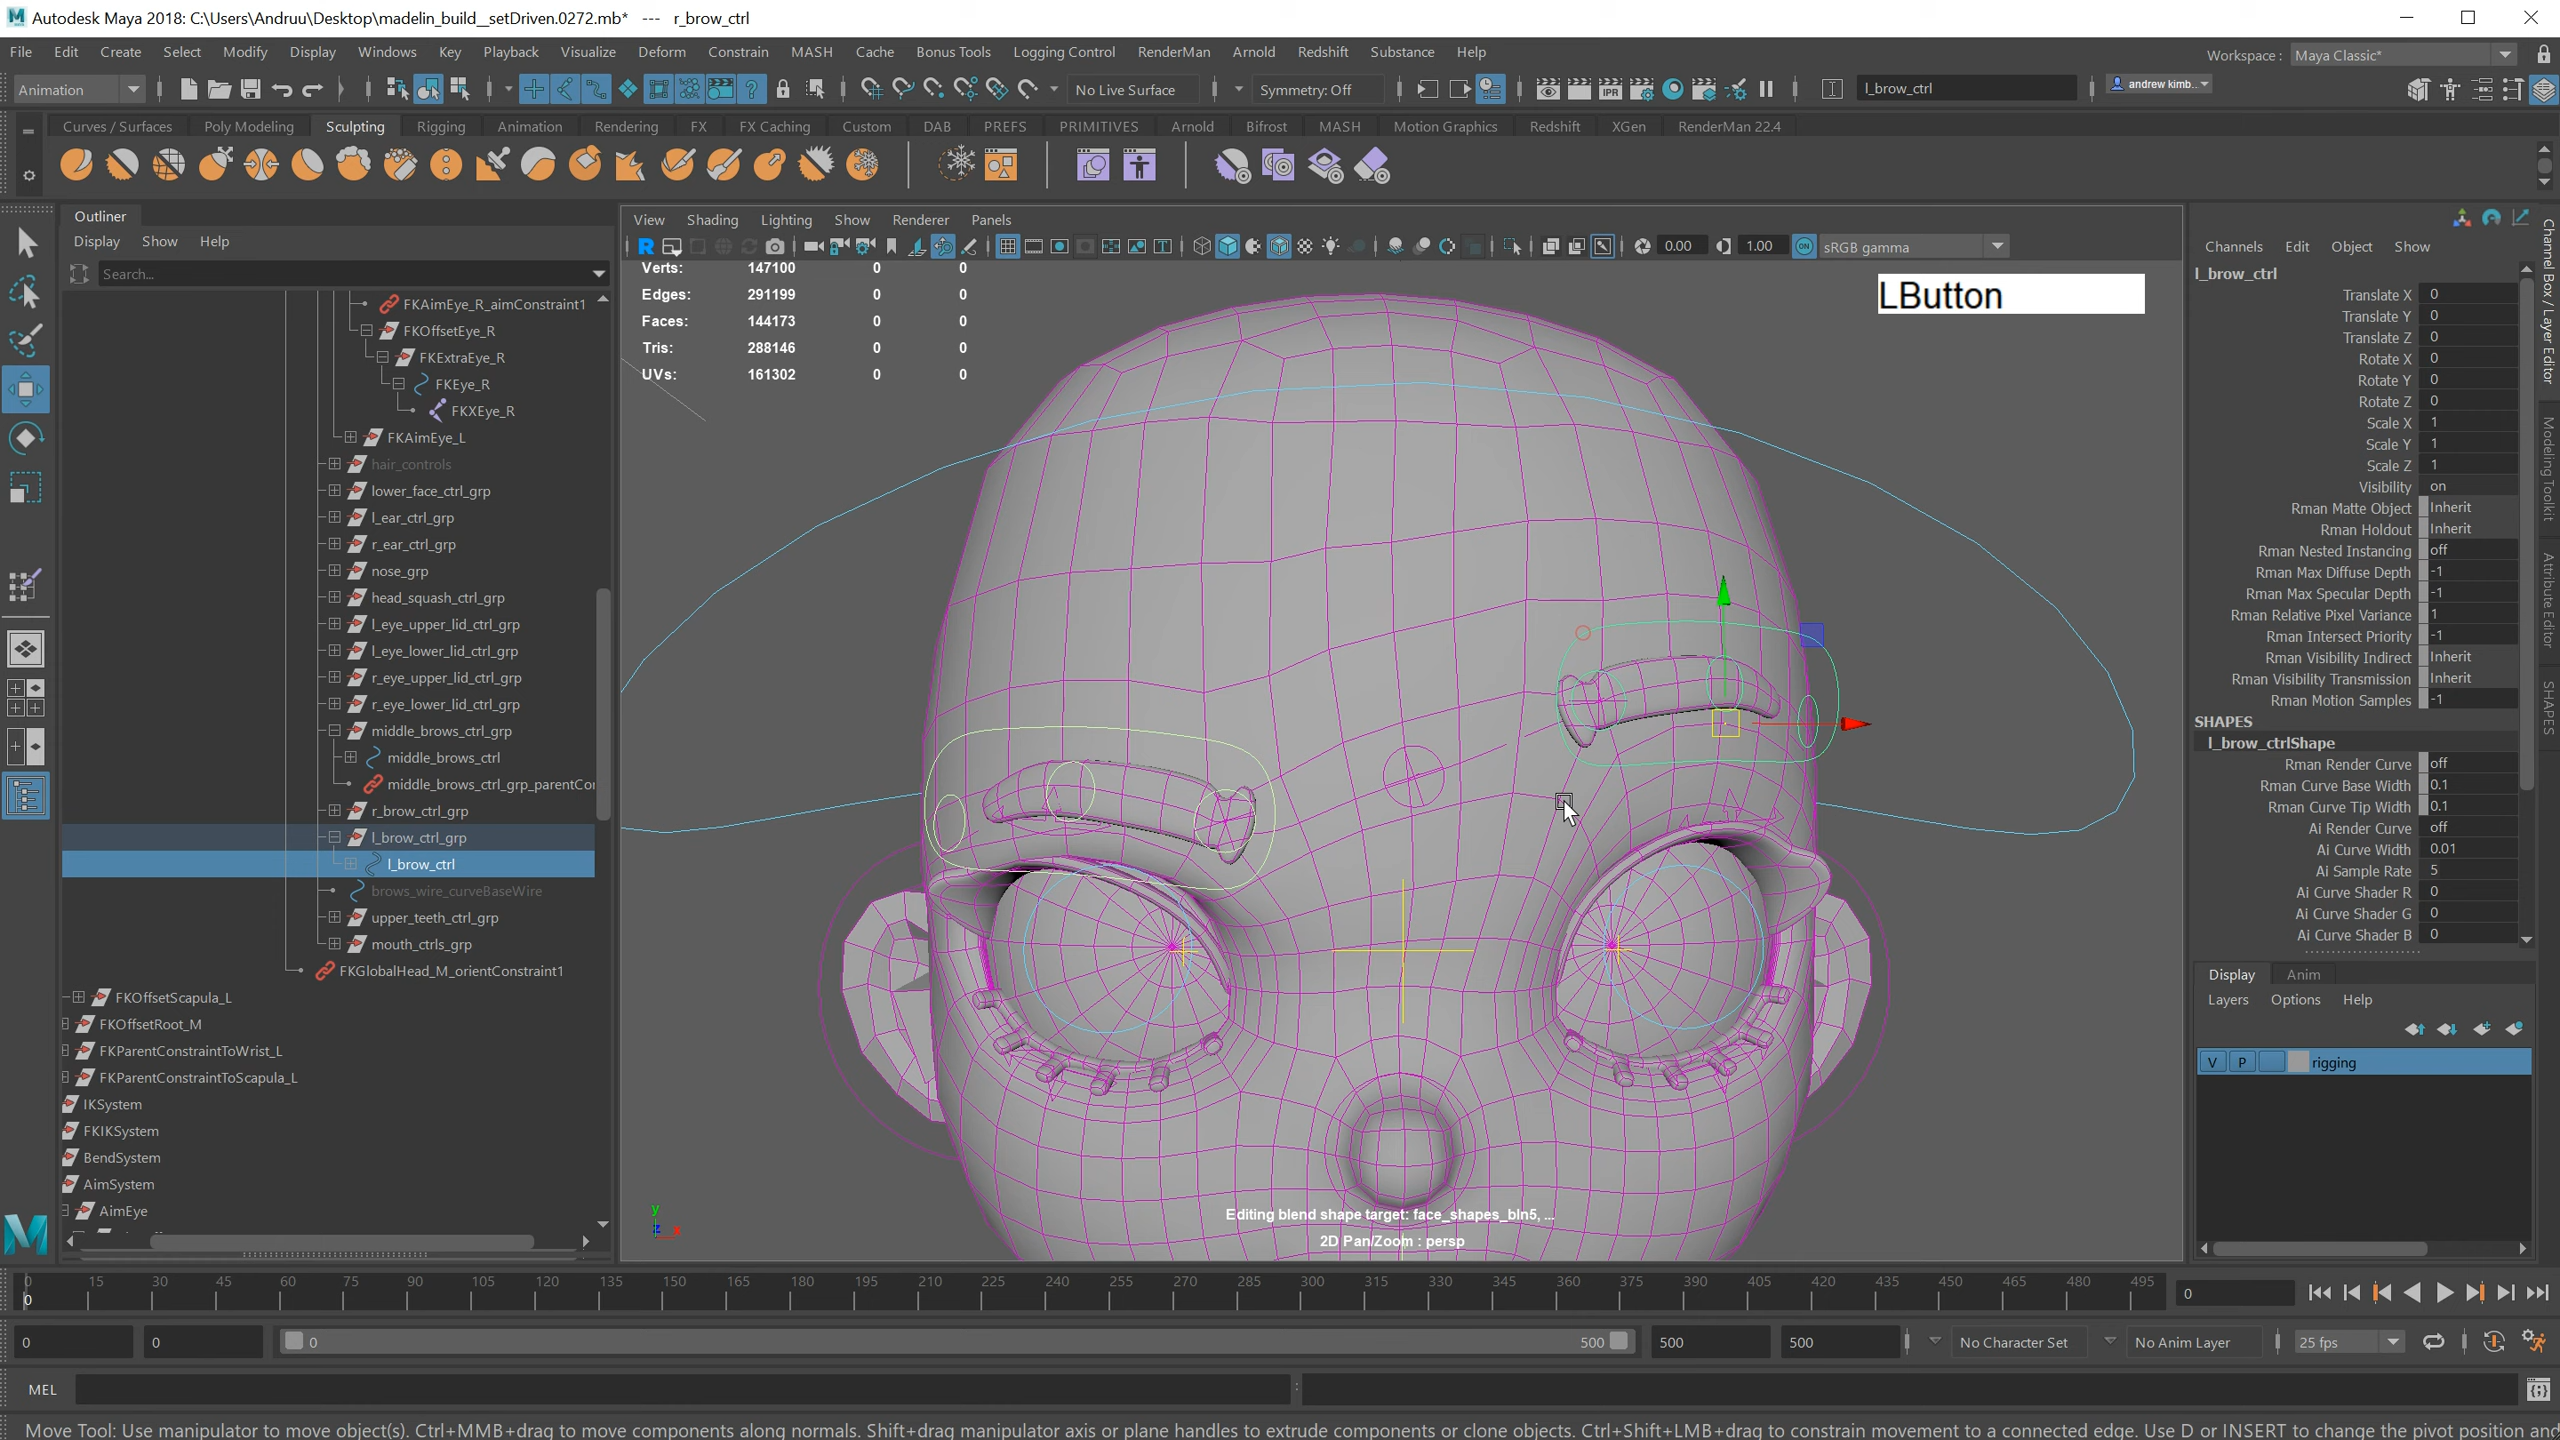 Autodesk Maya 2018: C:\Users\Andruu\Desktop\madelin_build__setDriven.0272.mb* --- r_brow_ctrl
File Edit Create Select Modify Display Windows Key Playback Visualize Deform Constrain MASH Cache Bonus Tools Logging Control RenderMan Arnold Redshift Substance Help
Workspace : Maya Classic*
Animation No Live Surface Symmetry: Off IPR l_brow_ctrl andrew kimb..
Curves / Surfaces Poly Modeling Sculpting Rigging Animation Rendering FX FX Caching Custom DAB PREFS PRIMITIVES Arnold Bifrost MASH Motion Graphics Redshift XGen RenderMan 22.4
Outliner
Display Show Help
Search...
FKAimEye_R_aimConstraint1
FKOffsetEye_R
FKExtraEye_R
FKEye_R
FKXEye_R
FKAimEye_L
hair_controls
lower_face_ctrl_grp
l_ear_ctrl_grp
r_ear_ctrl_grp
nose_grp
head_squash_ctrl_grp
l_eye_upper_lid_ctrl_grp
l_eye_lower_lid_ctrl_grp
r_eye_upper_lid_ctrl_grp
r_eye_lower_lid_ctrl_grp
middle_brows_ctrl_grp
middle_brows_ctrl
middle_brows_ctrl_grp_parentCor
r_brow_ctrl_grp
l_brow_ctrl_grp
l_brow_ctrl
brows_wire_curveBaseWire
upper_teeth_ctrl_grp
mouth_ctrls_grp
FKGlobalHead_M_orientConstraint1
FKOffsetScapula_L
FKOffsetRoot_M
FKParentConstraintToWrist_L
FKParentConstraintToScapula_L
IKSystem
FKIKSystem
BendSystem
AimSystem
AimEye
View Shading Lighting Show Renderer Panels
0.00 1.00 ON sRGB gamma
Verts: 147100 0 0
Edges: 291199 0 0
Faces: 144173 0 0
Tris: 288146 0 0
UVs: 161302 0 0
LButton
Editing blend shape target: face_shapes_bln5, ...
2D Pan/Zoom : persp
y
z x
Channels Edit Object Show
l_brow_ctrl
Translate X 0
Translate Y 0
Translate Z 0
Rotate X 0
Rotate Y 0
Rotate Z 0
Scale X 1
Scale Y 1
Scale Z 1
Visibility on
Rman Matte Object Inherit
Rman Holdout Inherit
Rman Nested Instancing off
Rman Max Diffuse Depth -1
Rman Max Specular Depth -1
Rman Relative Pixel Variance 1
Rman Intersect Priority -1
Rman Visibility Indirect Inherit
Rman Visibility Transmission Inherit
Rman Motion Samples -1
SHAPES
l_brow_ctrlShape
Rman Render Curve off
Rman Curve Base Width 0.1
Rman Curve Tip Width 0.1
Ai Render Curve off
Ai Curve Width 0.01
Ai Sample Rate 5
Ai Curve Shader R 0
Ai Curve Shader G 0
Ai Curve Shader B 0
Display Anim
Layers Options Help
V P rigging
Channel Box / Layer Editor
Modeling Toolkit
Attribute Editor
SHAPES
0 15 30 45 60 75 90 105 120 135 150 165 180 195 210 225 240 255 270 285 300 315 330 345 360 375 390 405 420 435 450 465 480 495
0 0
0 0 0 500 500 500 No Character Set No Anim Layer 25 fps
MEL
Move Tool: Use manipulator to move object(s). Ctrl+MMB+drag to move components along normals. Shift+drag manipulator axis or plane handles to extrude components or clone objects. Ctrl+Shift+LMB+drag to constrain movement to a connected edge. Use D or INSERT to change the pivot position and